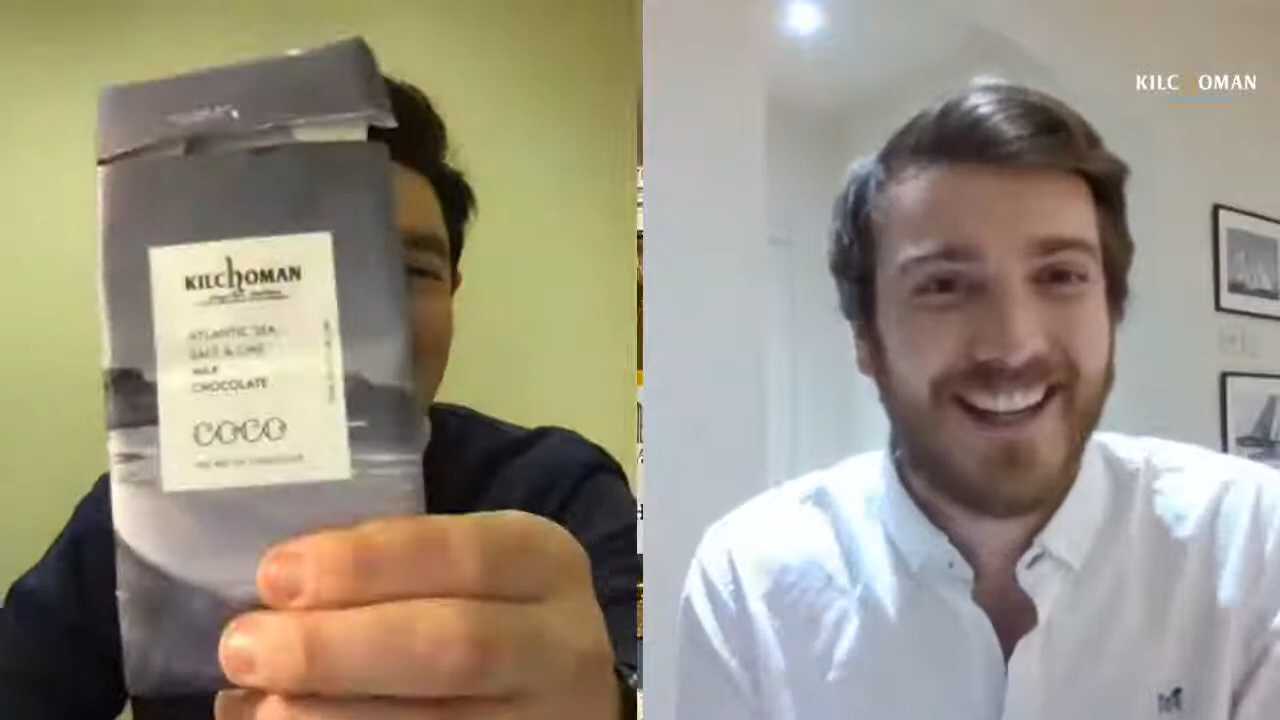 KILCHOMAN
ATLANTIC SEA
SALT & LIME
MILK
CHOCOLATE
COCO
KILCHOMAN